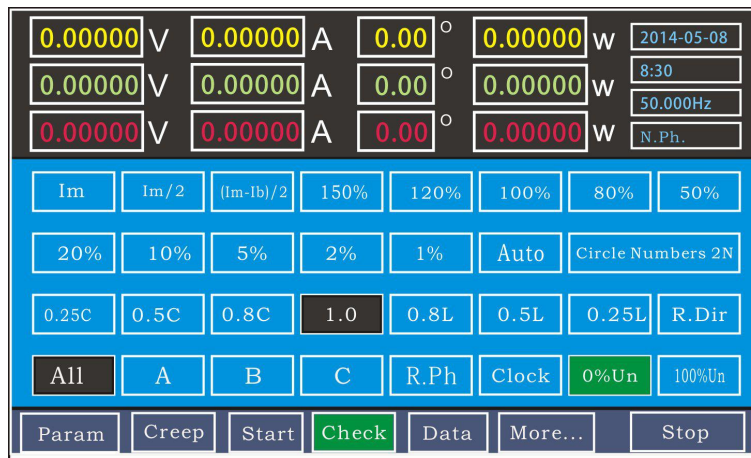 0.00000 V 0.00000 A 0.00 ° 0.00000 W 2014-05-08
0.00000 V 0.00000 A 0.00 ° 0.00000 W 8:30
50.000Hz
0.00000 V 0.00000 A 0.00 ° 0.00000 W N.Ph.
Im Im/2 (Im-Ib)/2 150% 120% 100% 80% 50%
20% 10% 5% 2% 1% Auto Circle Numbers 2N
0.25C 0.5C 0.8C 1.0 0.8L 0.5L 0.25L R.Dir
All A B C R.Ph Clock 0%Un 100%Un
Param Creep Start Check Data More... Stop